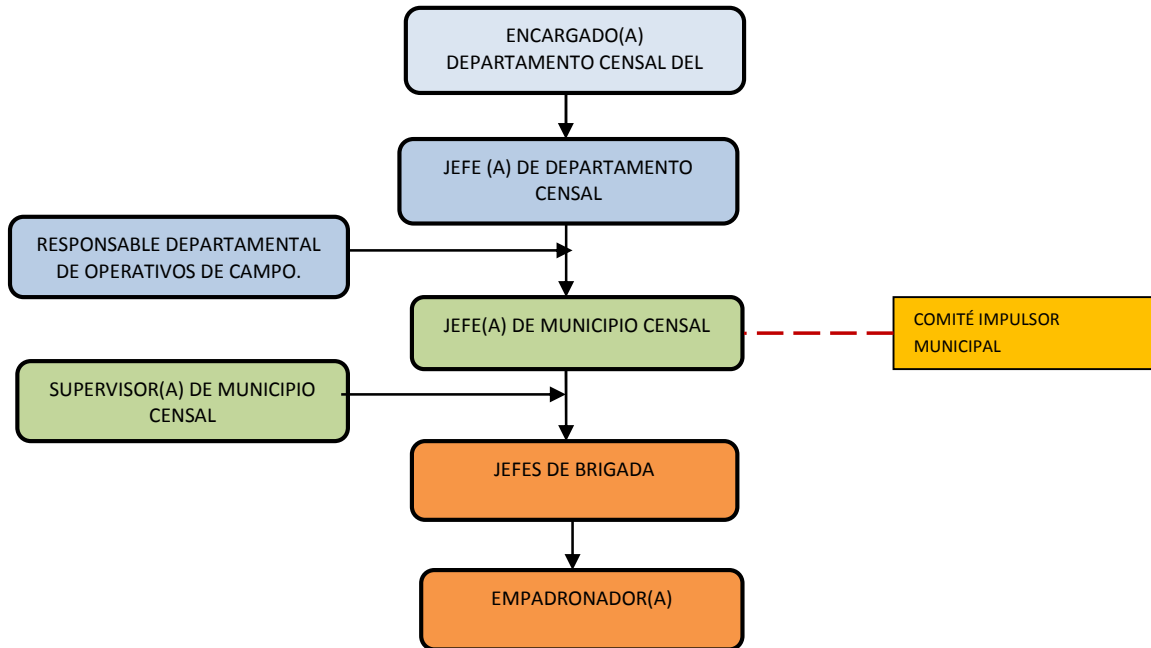 ENCARGADO(A)
DEPARTAMENTO CENSAL DEL
JEFE (A) DE DEPARTAMENTO
CENSAL
RESPONSABLE DEPARTAMENTAL
DE OPERATIVOS DE CAMPO.
JEFE(A) DE MUNICIPIO CENSAL
COMITÉ IMPULSOR
MUNICIPAL
SUPERVISOR(A) DE MUNICIPIO
CENSAL
JEFES DE BRIGADA
EMPADRONADOR(A)